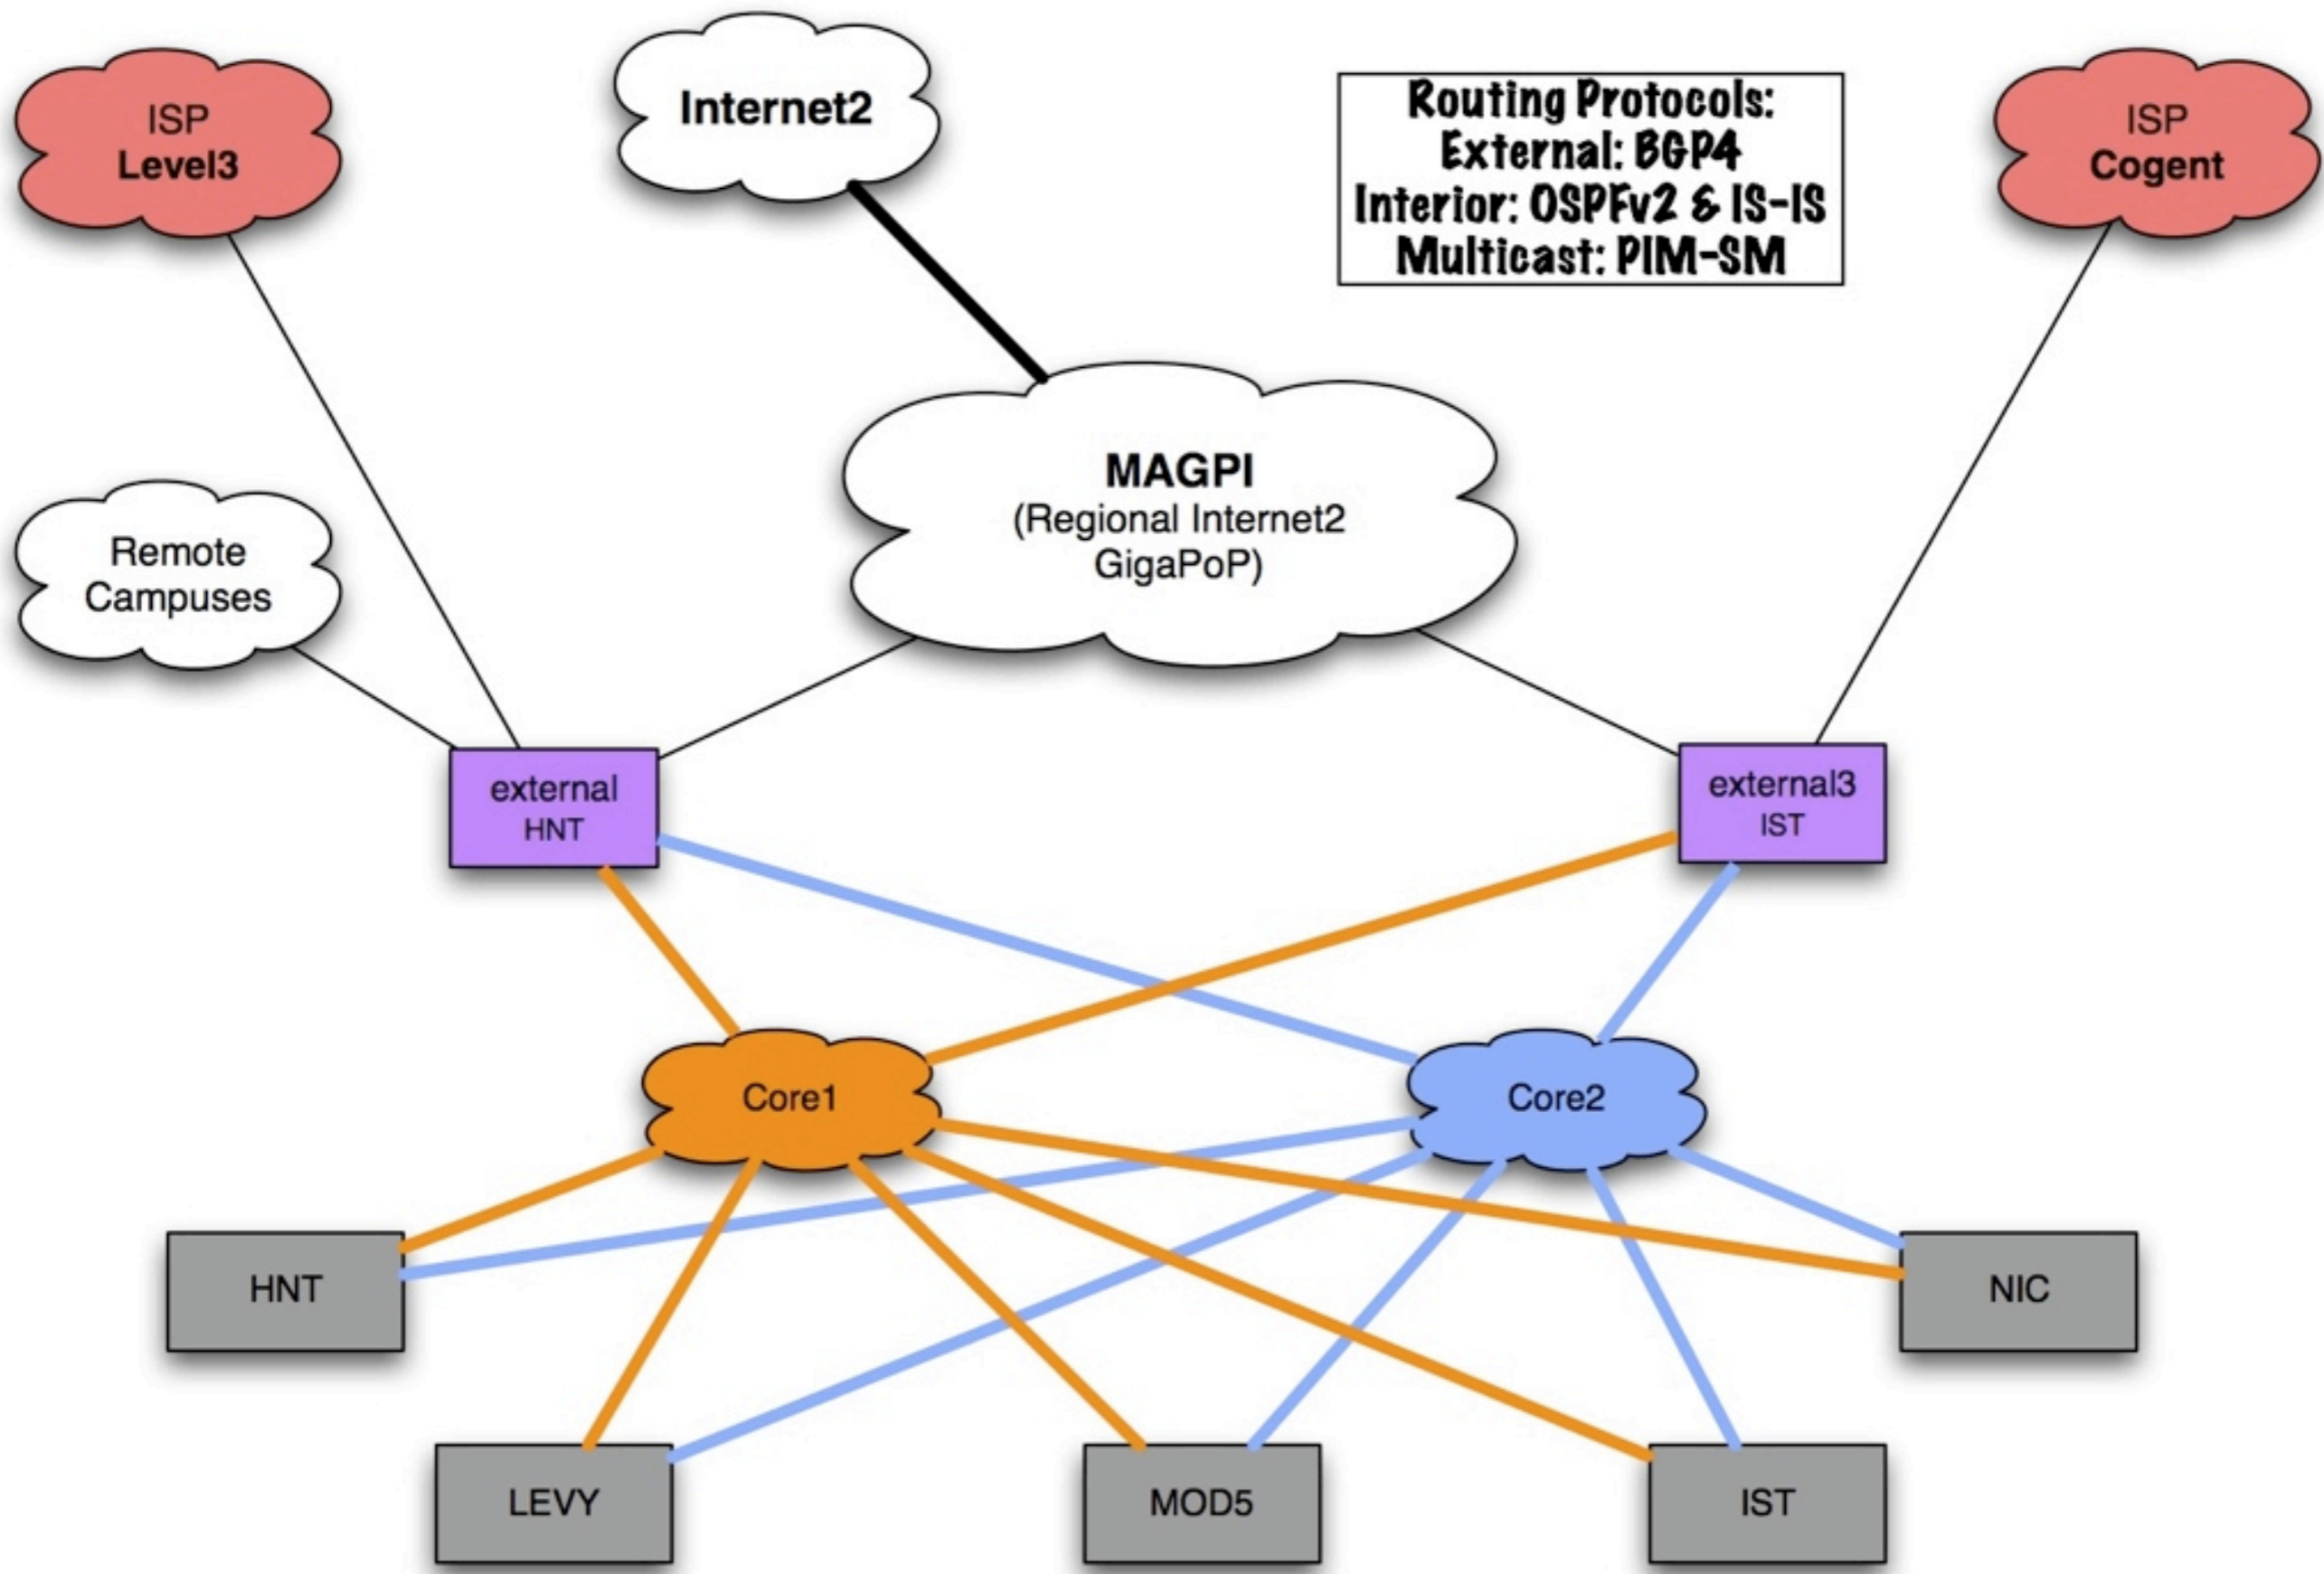 ISP
Level3
Internet2
Routing Protocols:
External: BGP4
Interior: OSPFv2 & IS-IS
Multicast: PIM-SM
ISP
Cogent
MAGPI
(Regional Internet2
GigaPoP)
Remote
Campuses
external
HNT
external3
IST
Core1
Core2
HNT
NIC
LEVY
MOD5
IST